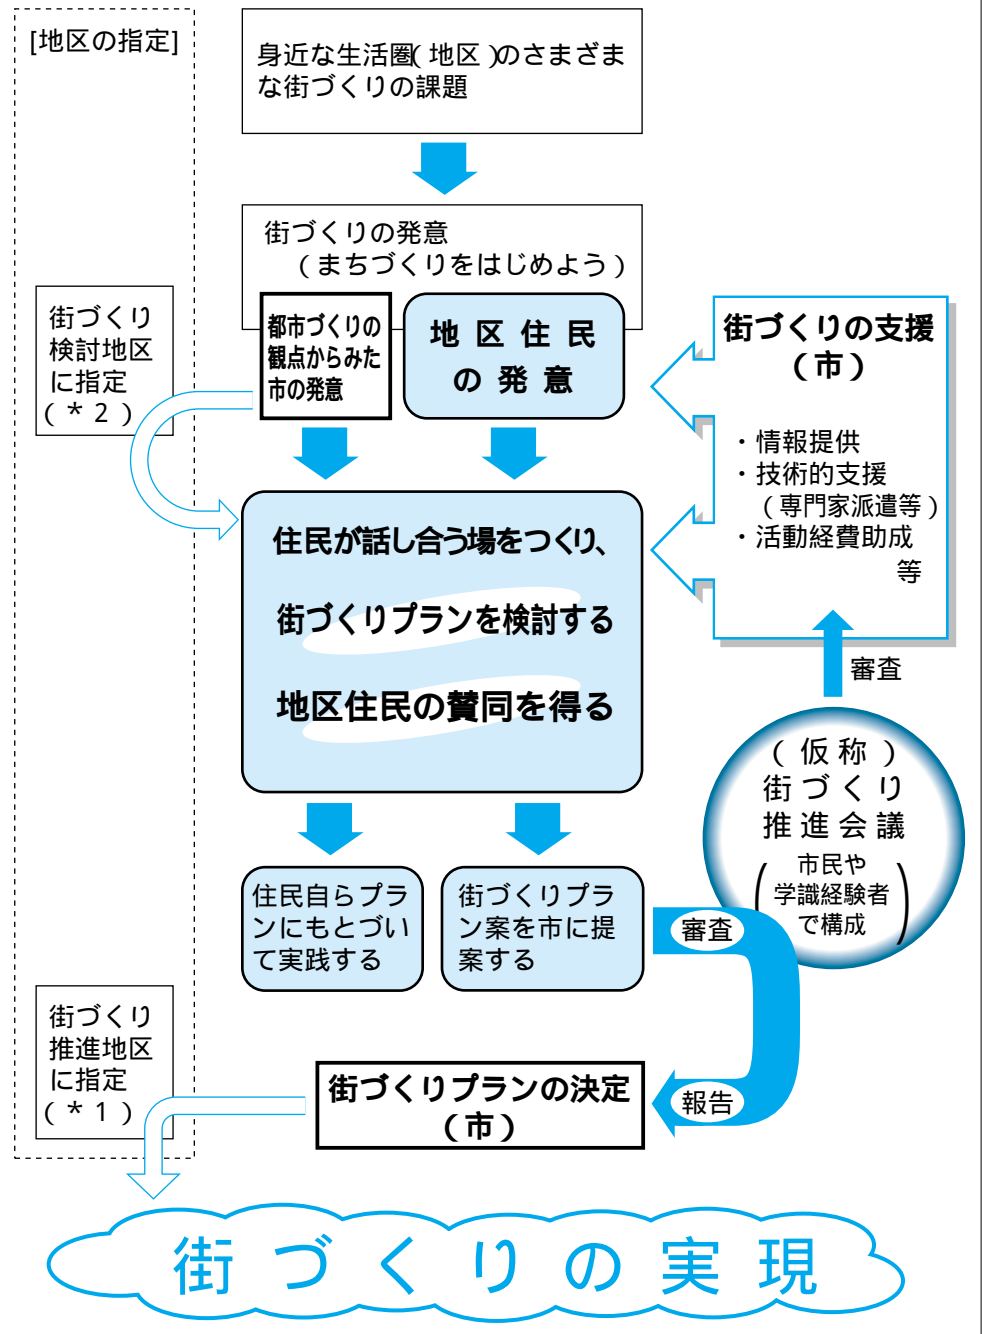 [地区の指定]
身近な生活圏(地区)のさまざま
な街づくりの課題
街づくりの発意
(まちづくりをはじめよう)
都市づくりの
観点からみた
市の発意
地区住民
の発意
街づくり
検討地区
に指定
(*2)
街づくりの支援
(市)
・情報提供
・技術的支援
(専門家派遣等)
・活動経費助成
等
住民が話し合う場をつくり、
街づくりプランを検討する
地区住民の賛同を得る
審査
(仮称)
街づくり
推進会議
(市民や
学識経験者
で構成)
住民自らプラ
ンにもとづい
て実践する
街づくりプラ
ン案を市に提
案する
審査
街づくり
推進地区
に指定
(*1)
街づくりプランの決定
(市)
報告
街づくりの実現